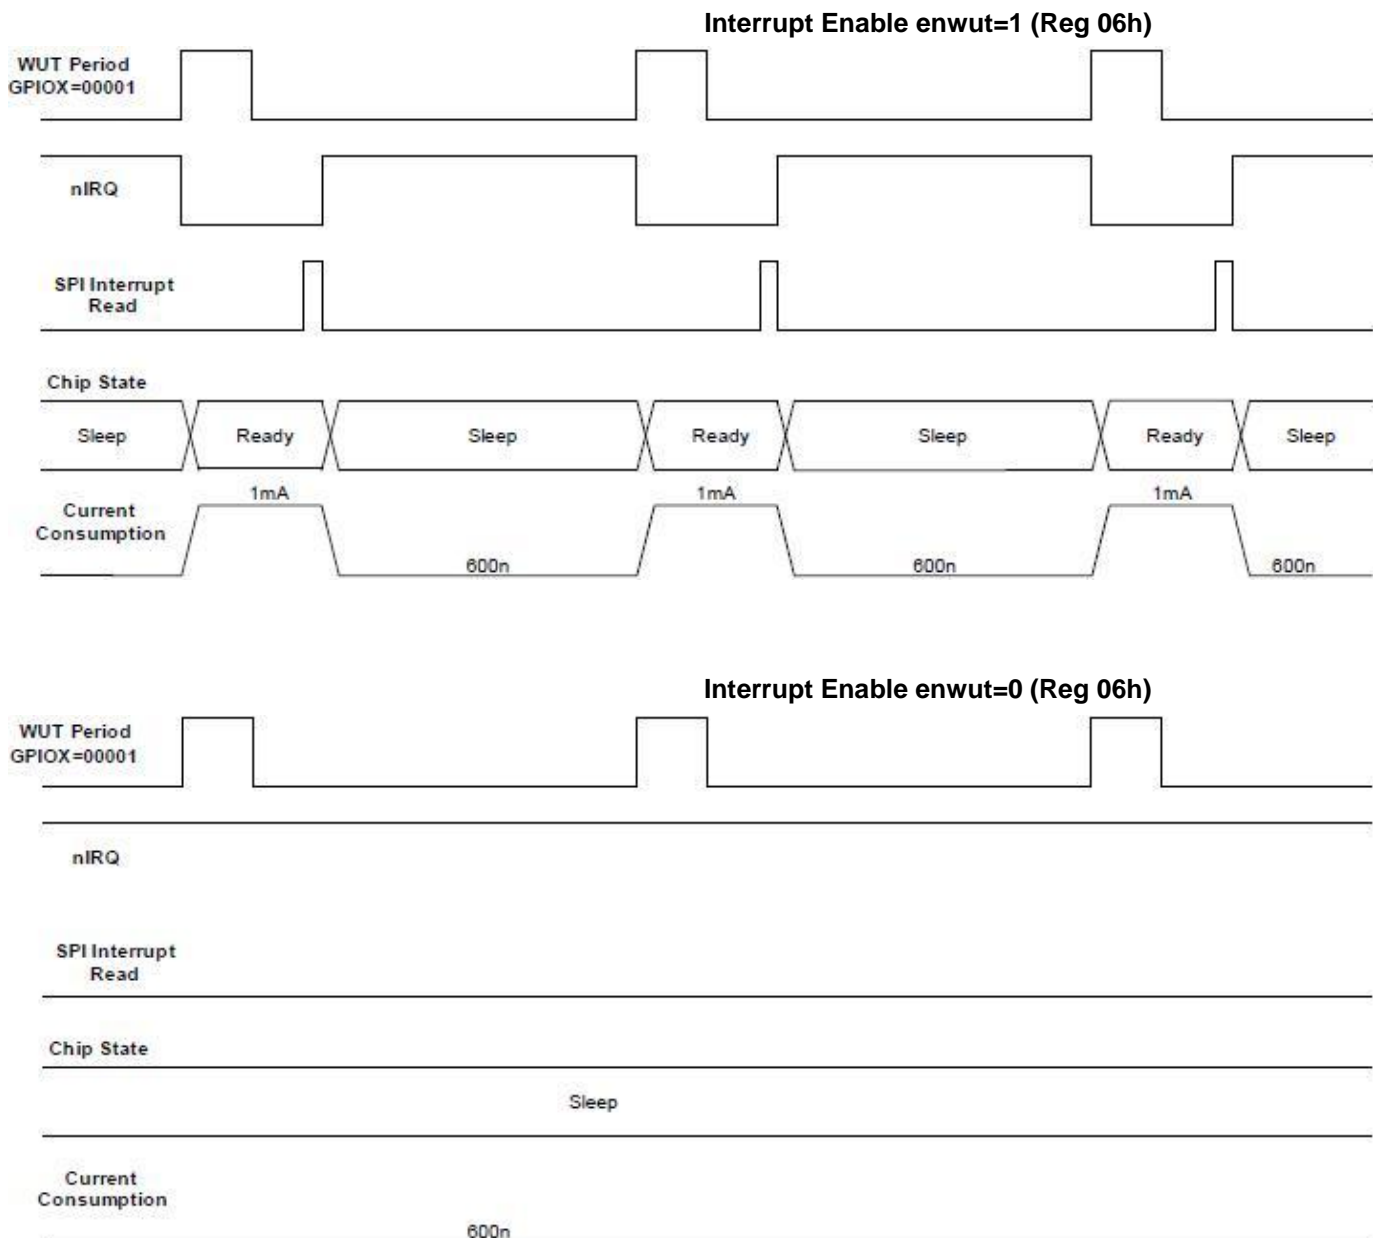 Interrupt Enable enwut=1 (Reg 06h)
WUT Period
GPIOX=00001
nIRQ
SPI Interrupt
Read
Chip State
Sleep Ready Sleep Ready Sleep Ready Sleep
1mA 1mA 1mA
Current
Consumption
600n 600n 600n
Interrupt Enable enwut=0 (Reg 06h)
WUT Period
GPIOX=00001
nIRQ
SPI Interrupt
Read
Chip State
Sleep
Current
Consumption
600n